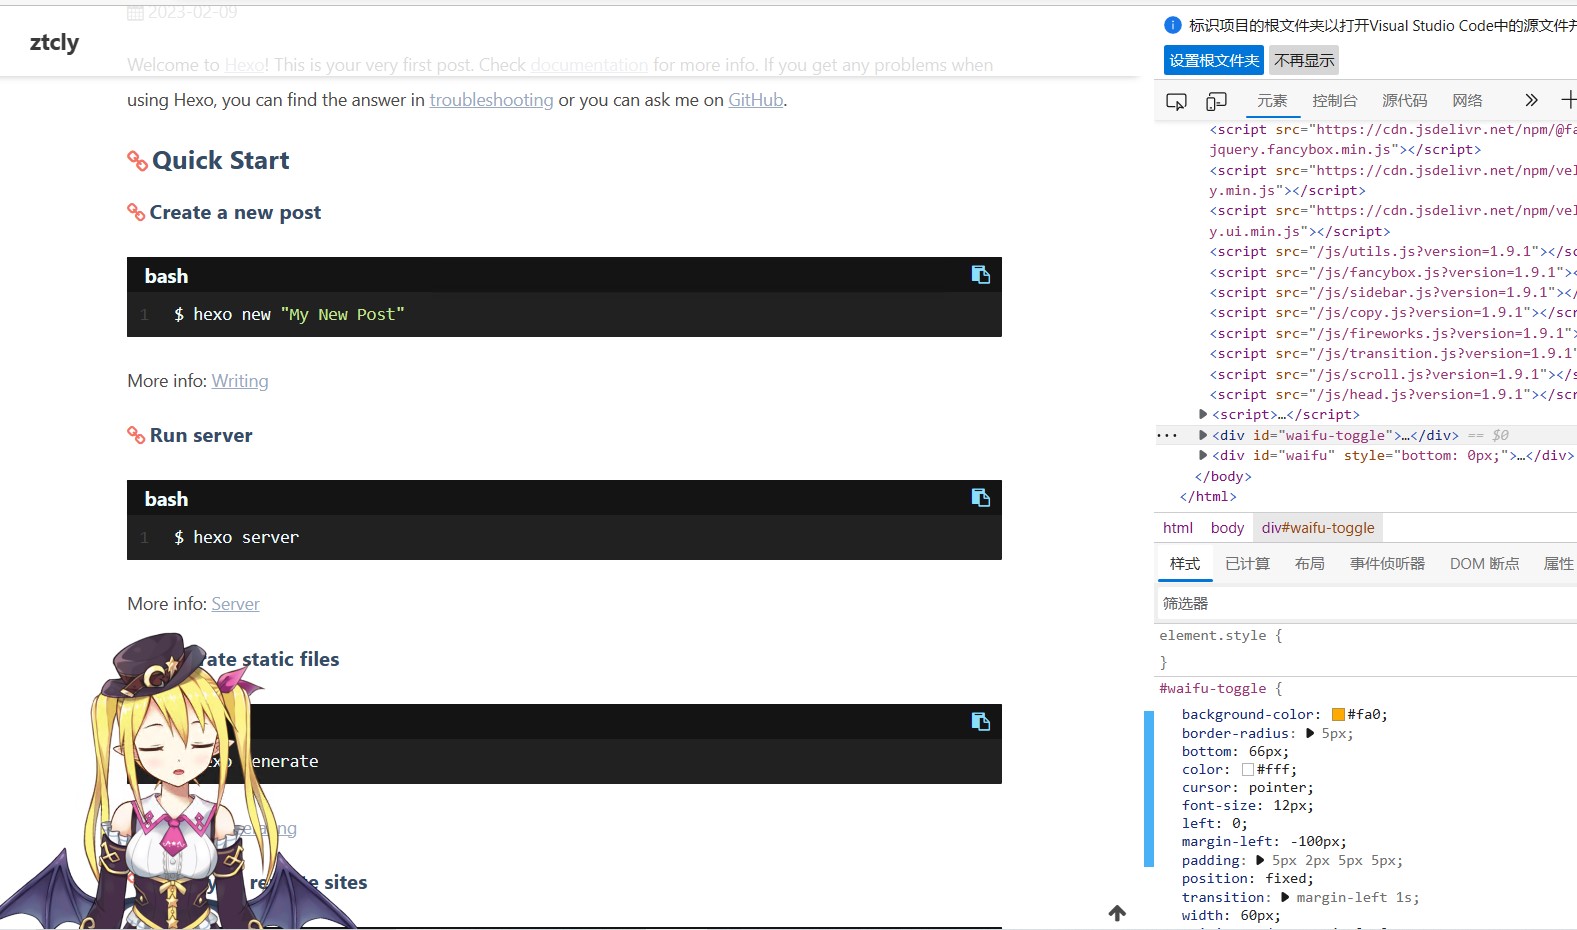 2023-02-09
ztcly
Welcome to Hexo! This is your very first post. Check documentation for more info. If you get any problems when
using Hexo, you can find the answer in troubleshooting or you can ask me on GitHub.
Quick Start
Create a new post
bash
1 $ hexo new "My New Post"
More info: Writing
Run server
bash
1 $ hexo server
More info: Server
rate static files
enerate
rating
sites
标识项目的根文件夹以打开Visual Studio Code中的源文件并
设置根文件夹 不再显示
元素 控制台 源代码 网络
<script src="https://cdn.jsdelivr.net/npm/@fa
jquery.fancybox.min.js"></script>
<script src="https://cdn.jsdelivr.net/npm/vel
y.min.js"></script>
<script src="https://cdn.jsdelivr.net/npm/vel
y.ui.min.js"></script>
<script src="/js/utils.js?version=1.9.1"></sc
<script src="/js/fancybox.js?version=1.9.1"><
<script src="/js/sidebar.js?version=1.9.1"></
<script src="/js/copy.js?version=1.9.1"></scr
<script src="/js/fireworks.js?version=1.9.1">
<script src="/js/transition.js?version=1.9.1"
<script src="/js/scroll.js?version=1.9.1"></s
<script src="/js/head.js?version=1.9.1"></scr
<script>…</script>
<div id="waifu-toggle">…</div> == $0
<div id="waifu" style="bottom: 0px;">…</div>
</body>
</html>
html body div#waifu-toggle
样式 已计算 布局 事件侦听器 DOM 断点 属性
筛选器
element.style {
}
#waifu-toggle {
background-color: #fa0;
border-radius: 5px;
bottom: 66px;
color: #fff;
cursor: pointer;
font-size: 12px;
left: 0;
margin-left: -100px;
padding: 5px 2px 5px 5px;
position: fixed;
transition: margin-left 1s;
width: 60px;